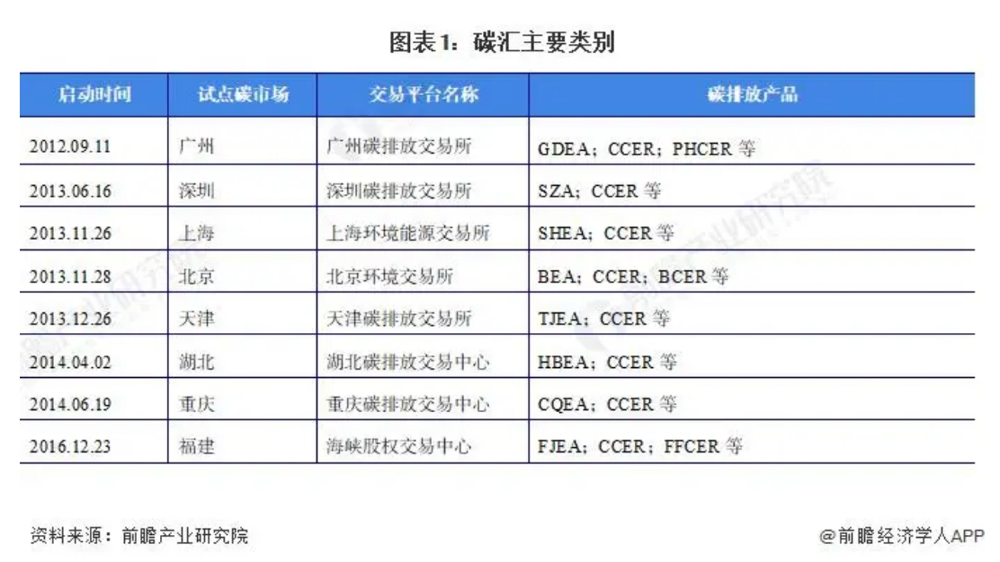 图表1：碳汇主要类别
启动时间 试点碳市场 交易平台名称 碳排放产品
2012.09.11 广州 广州碳排放交易所 GDEA；CCER；PHCER 等
2013.06.16 深圳 深圳碳排放交易所 SZA；CCER 等
2013.11.26 上海 上海环境能源交易所 SHEA；CCER 等
2013.11.28 北京 北京环境交易所 BEA；CCER；BCER 等
2013.12.26 天津 天津碳排放交易所 TJEA；CCER 等
2014.04.02 湖北 湖北碳排放交易中心 HBEA；CCER 等
2014.06.19 重庆 重庆碳排放交易中心 CQEA；CCER 等
2016.12.23 福建 海峡股权交易中心 FJEA；CCER；FFCER 等
前瞻产业研究院
资料来源：前瞻产业研究院 @前瞻经济学人APP